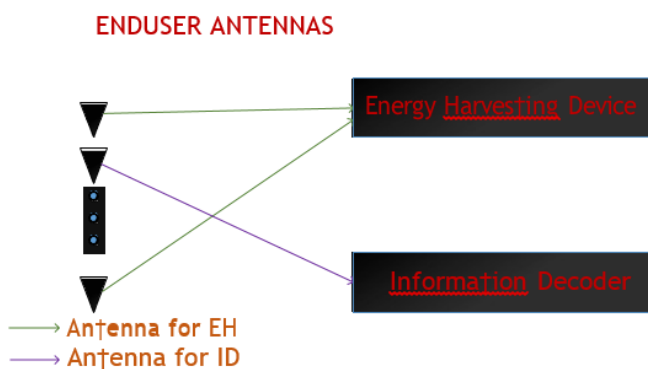 ENDUSER ANTENNAS
Energy Harvesting Device
Information Decoder
Antenna for EH
Antenna for ID